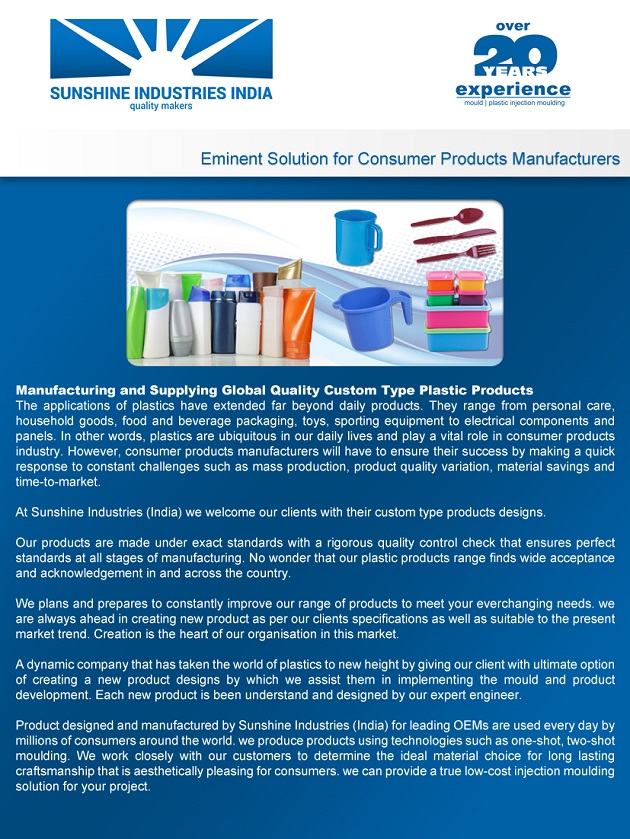 SUNSHINE INDUSTRIES INDIA
quality makers
over
20
YEARS
experience
mould | plastic injection moulding
Eminent Solution for Consumer Products Manufacturers
Manufacturing and Supplying Global Quality Custom Type Plastic Products
The applications of plastics have extended far beyond daily products. They range from personal care,
household goods, food and beverage packaging, toys, sporting equipment to electrical components and
panels. In other words, plastics are ubiquitous in our daily lives and play a vital role in consumer products
industry. However, consumer products manufacturers will have to ensure their success by making a quick
response to constant challenges such as mass production, product quality variation, material savings and
time-to-market.
At Sunshine Industries (India) we welcome our clients with their custom type products designs.
Our products are made under exact standards with a rigorous quality control check that ensures perfect
standards at all stages of manufacturing. No wonder that our plastic products range finds wide acceptance
and acknowledgement in and across the country.
We plans and prepares to constantly improve our range of products to meet your everchanging needs. we
are always ahead in creating new product as per our clients specifications as well as suitable to the present
market trend. Creation is the heart of our organisation in this market.
A dynamic company that has taken the world of plastics to new height by giving our client with ultimate option
of creating a new product designs by which we assist them in implementing the mould and product
development. Each new product is been understand and designed by our expert engineer.
Product designed and manufactured by Sunshine Industries (India) for leading OEMs are used every day by
millions of consumers around the world. we produce products using technologies such as one-shot, two-shot
moulding. We work closely with our customers to determine the ideal material choice for long lasting
craftsmanship that is aesthetically pleasing for consumers. we can provide a true low-cost injection moulding
solution for your project.